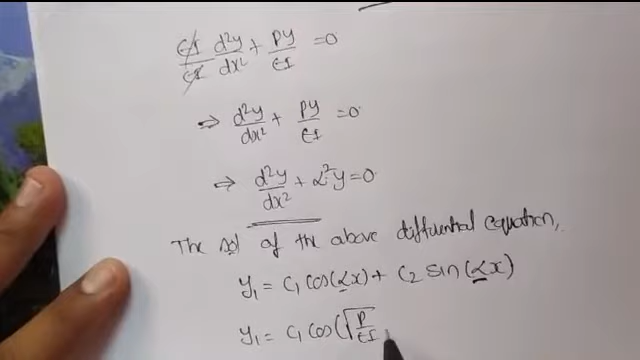 EI/EI d²y/dx² + Py/EI = 0
⇒ d²y/dx² + Py/EI = 0
⇒ d²y/dx² + α²y = 0
The sol of the above differential equation,
y₁ = C₁ cos(αx) + C₂ sin(αx)
y₁ = C₁ cos(√P/EI